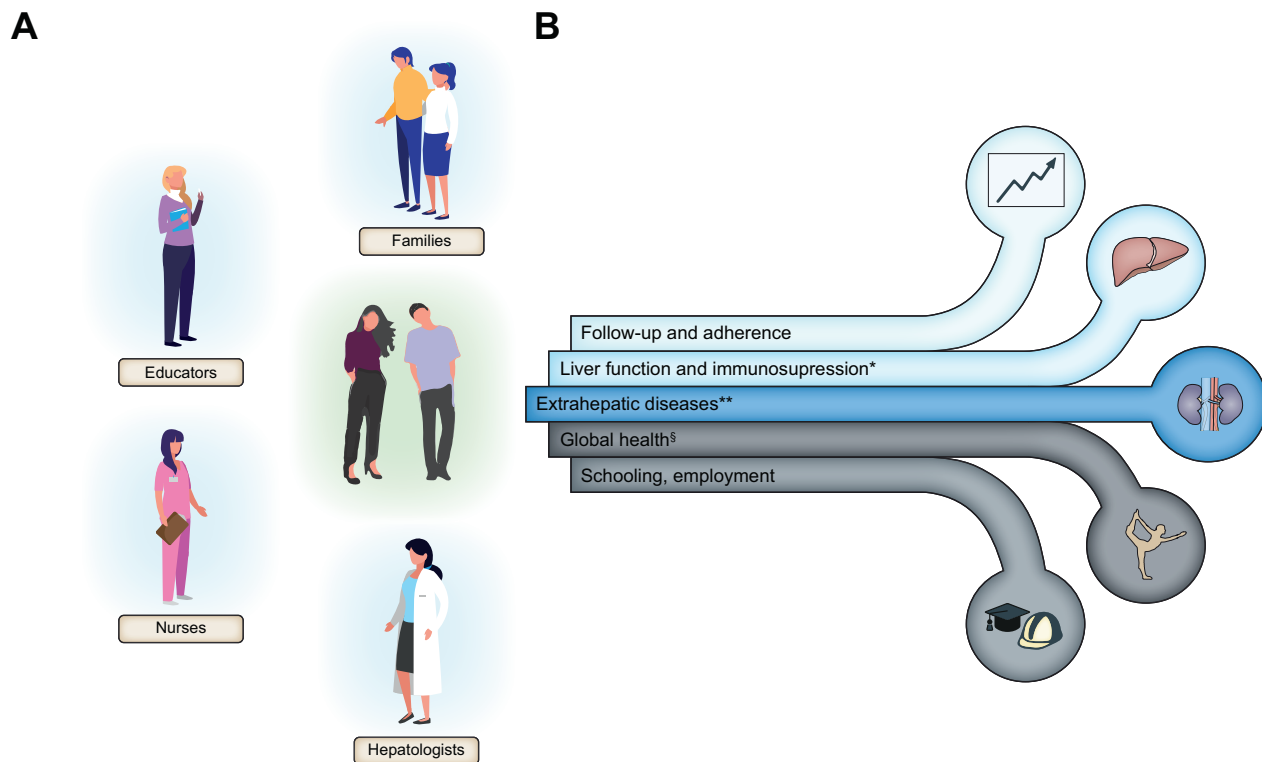 A
B
Families
Educators
Nurses
Hepatologists
Follow-up and adherence
Liver function and immunosupression*
Extrahepatic diseases**
Global health§
Schooling, employment